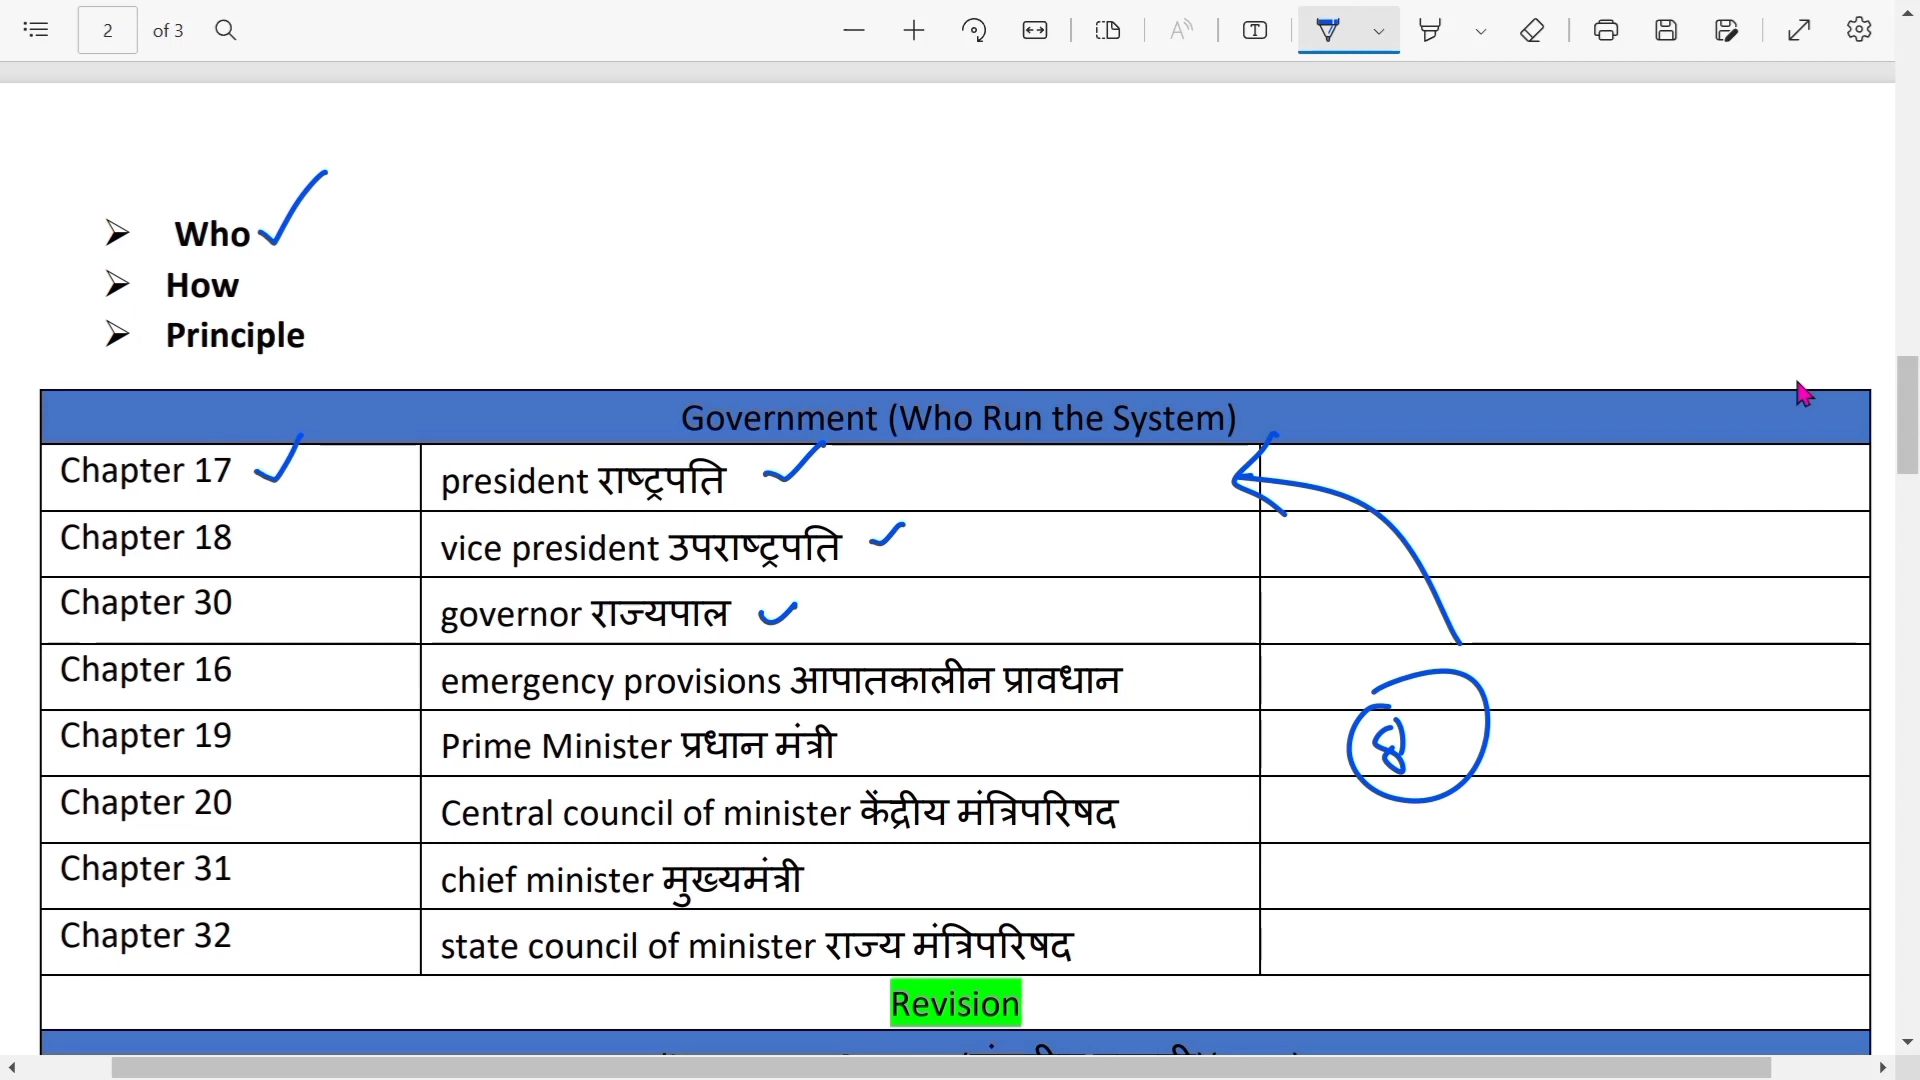 2 of 3
Who
How
Principle
Government (Who Run the System)
Chapter 17 president राष्ट्रपति
Chapter 18 vice president उपराष्ट्रपति
Chapter 30 governor राज्यपाल
Chapter 16 emergency provisions आपातकालीन प्रावधान
Chapter 19 Prime Minister प्रधान मंत्री
Chapter 20 Central council of minister केंद्रीय मंत्रिपरिषद
Chapter 31 chief minister मुख्यमंत्री
Chapter 32 state council of minister राज्य मंत्रिपरिषद
Revision